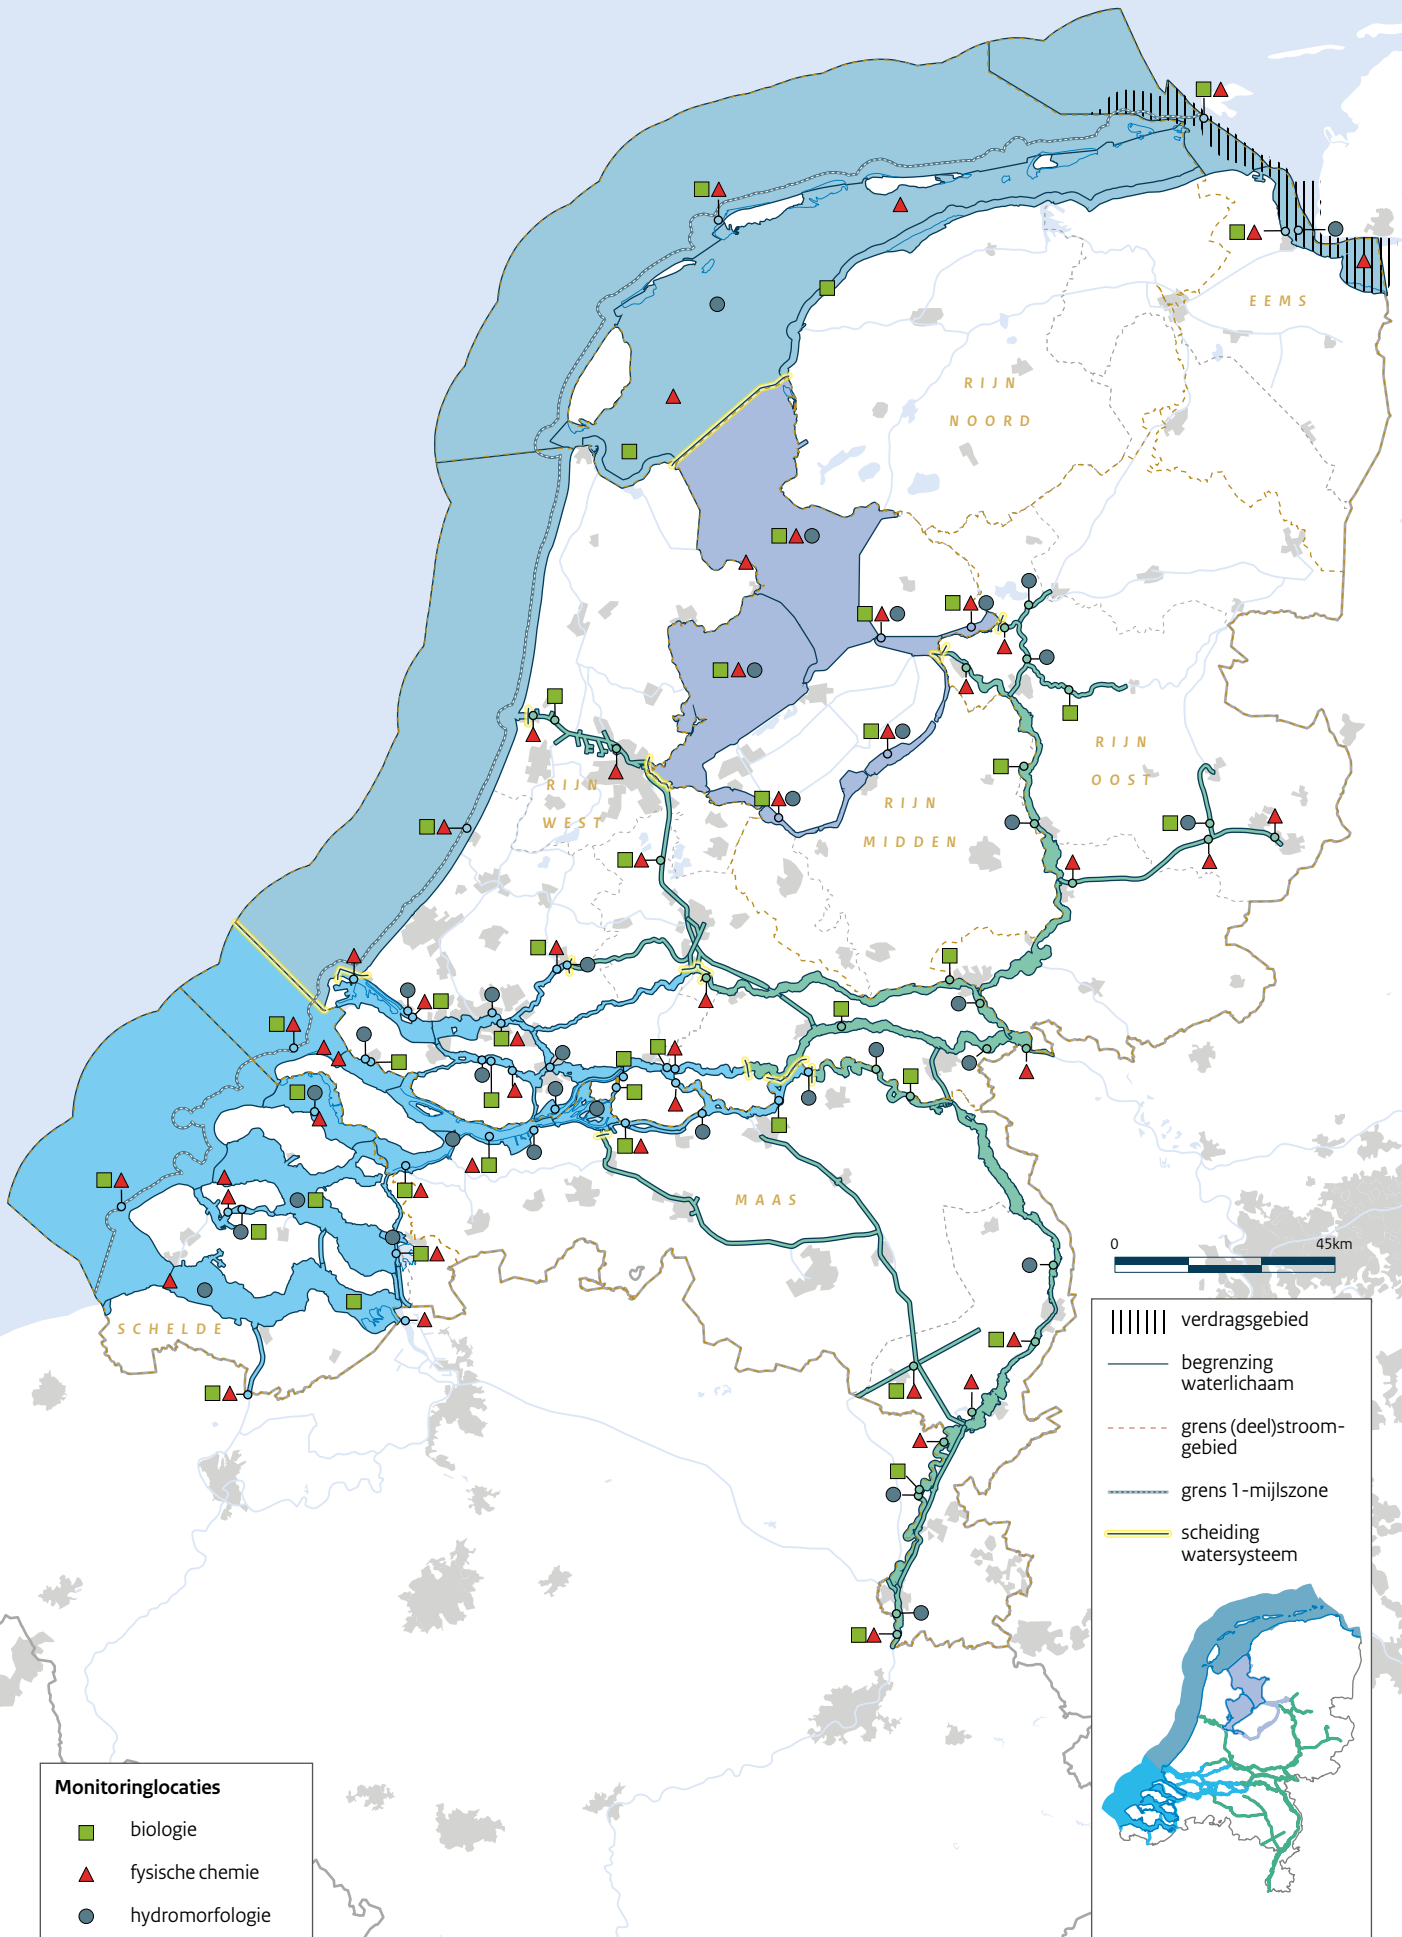 EEMS
RIJN
NOORD
RIJN
OOST
RIJN
WEST
RIJN
MIDDEN
MAAS
SCHELDE
0 45km
verdragsgebied
begrenzing
waterlichaam
grens (deel)stroom-
gebied
grens 1-mijlszone
scheiding
watersysteem
Monitoringlocaties
biologie
fysische chemie
hydromorfologie